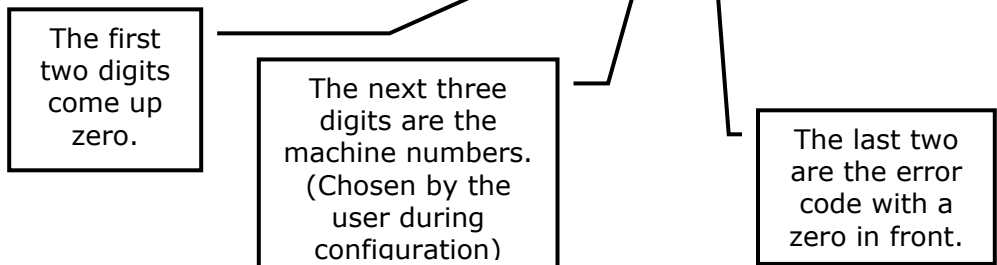 The first
two digits
come up
zero.
The next three
digits are the
machine numbers.
(Chosen by the
user during
configuration)
The last two
are the error
code with a
zero in front.